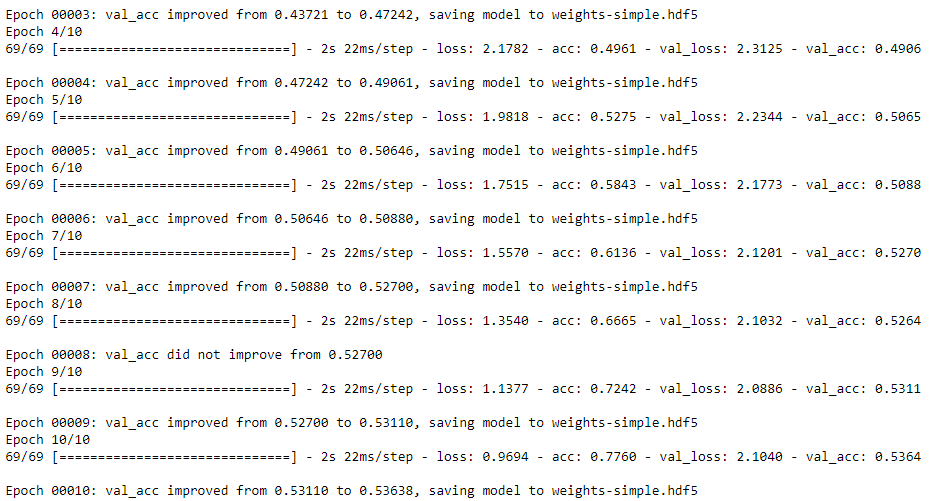 Epoch 00003: val_acc improved from 0.43721 to 0.47242, saving model to weights-simple.hdf5
Epoch 4/10
69/69 [==============================] - 2s 22ms/step - loss: 2.1782 - acc: 0.4961 - val_loss: 2.3125 - val_acc: 0.4906
Epoch 00004: val_acc improved from 0.47242 to 0.49061, saving model to weights-simple.hdf5
Epoch 5/10
69/69 [==============================] - 2s 22ms/step - loss: 1.9818 - acc: 0.5275 - val_loss: 2.2344 - val_acc: 0.5065
Epoch 00005: val_acc improved from 0.49061 to 0.50646, saving model to weights-simple.hdf5
Epoch 6/10
69/69 [==============================] - 2s 22ms/step - loss: 1.7515 - acc: 0.5843 - val_loss: 2.1773 - val_acc: 0.5088
Epoch 00006: val_acc improved from 0.50646 to 0.50880, saving model to weights-simple.hdf5
Epoch 7/10
69/69 [==============================] - 2s 22ms/step - loss: 1.5570 - acc: 0.6136 - val_loss: 2.1201 - val_acc: 0.5270
Epoch 00007: val_acc improved from 0.50880 to 0.52700, saving model to weights-simple.hdf5
Epoch 8/10
69/69 [==============================] - 2s 22ms/step - loss: 1.3540 - acc: 0.6665 - val_loss: 2.1032 - val_acc: 0.5264
Epoch 00008: val_acc did not improve from 0.52700
Epoch 9/10
69/69 [==============================] - 2s 22ms/step - loss: 1.1377 - acc: 0.7242 - val_loss: 2.0886 - val_acc: 0.5311
Epoch 00009: val_acc improved from 0.52700 to 0.53110, saving model to weights-simple.hdf5
Epoch 10/10
69/69 [==============================] - 2s 22ms/step - loss: 0.9694 - acc: 0.7760 - val_loss: 2.1040 - val_acc: 0.5364
Epoch 00010: val_acc improved from 0.53110 to 0.53638, saving model to weights-simple.hdf5